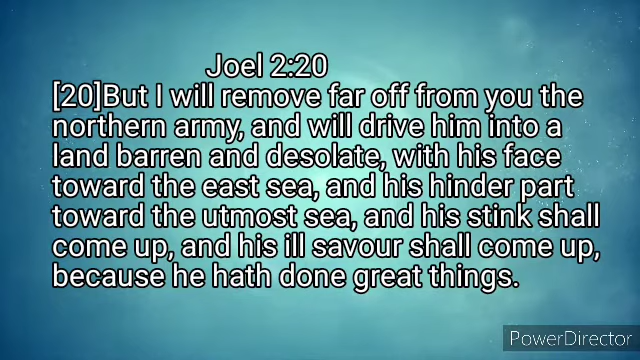 Joel 2:20
[20]But I will remove far off from you the
northern army, and will drive him into a
land barren and desolate, with his face
toward the east sea, and his hinder part
toward the utmost sea, and his stink shall
come up, and his ill savour shall come up,
because he hath done great things.
PowerDirector